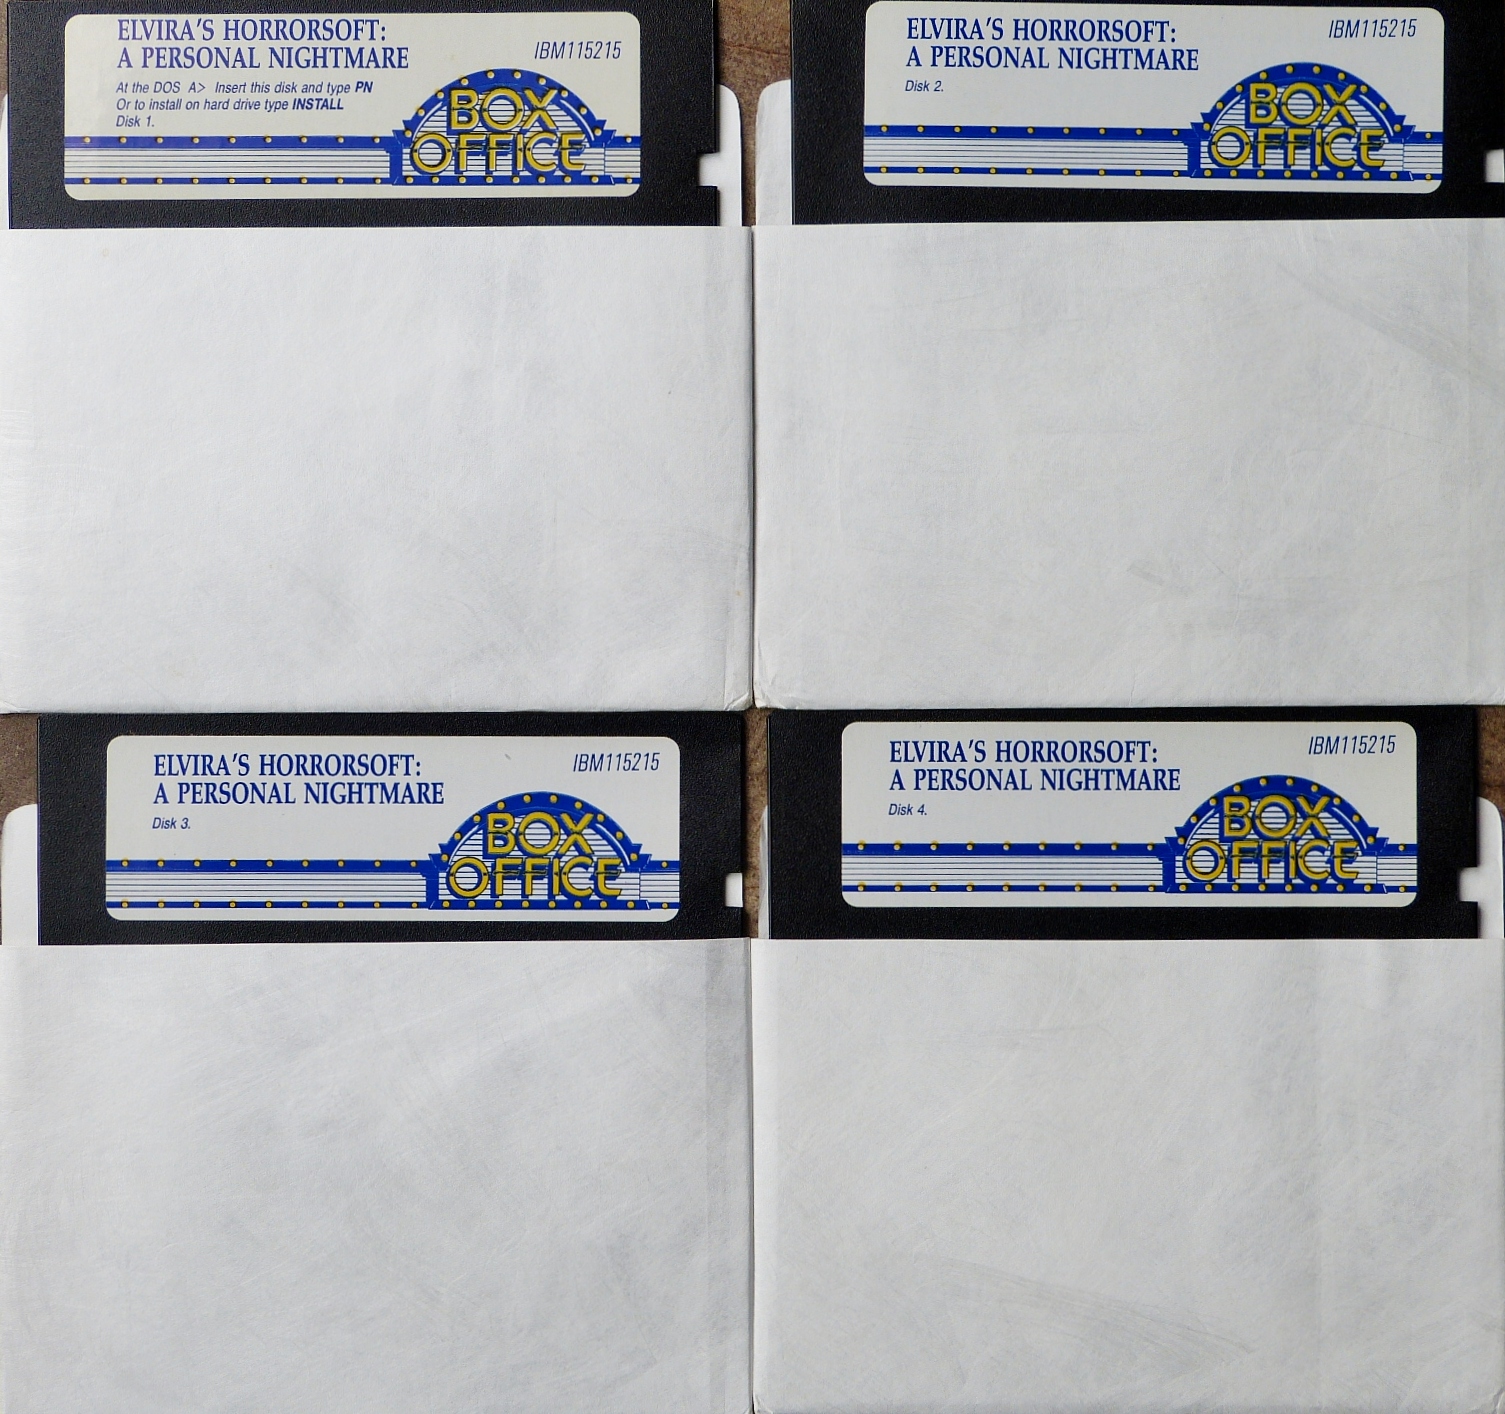 ELVIRA'S HORRORSOFT:
A PERSONAL NIGHTMARE
IBM115215
At the DOS A> Insert this disk and type PN
Or to install on hard drive type INSTALL
Disk 1.
BOX
OFFICE
ELVIRA'S HORRORSOFT:
A PERSONAL NIGHTMARE
IBM115215
Disk 2.
BOX
OFFICE
ELVIRA'S HORRORSOFT:
A PERSONAL NIGHTMARE
IBM115215
Disk 3.
BOX
OFFICE
ELVIRA'S HORRORSOFT:
A PERSONAL NIGHTMARE
IBM115215
Disk 4.
BOX
OFFICE